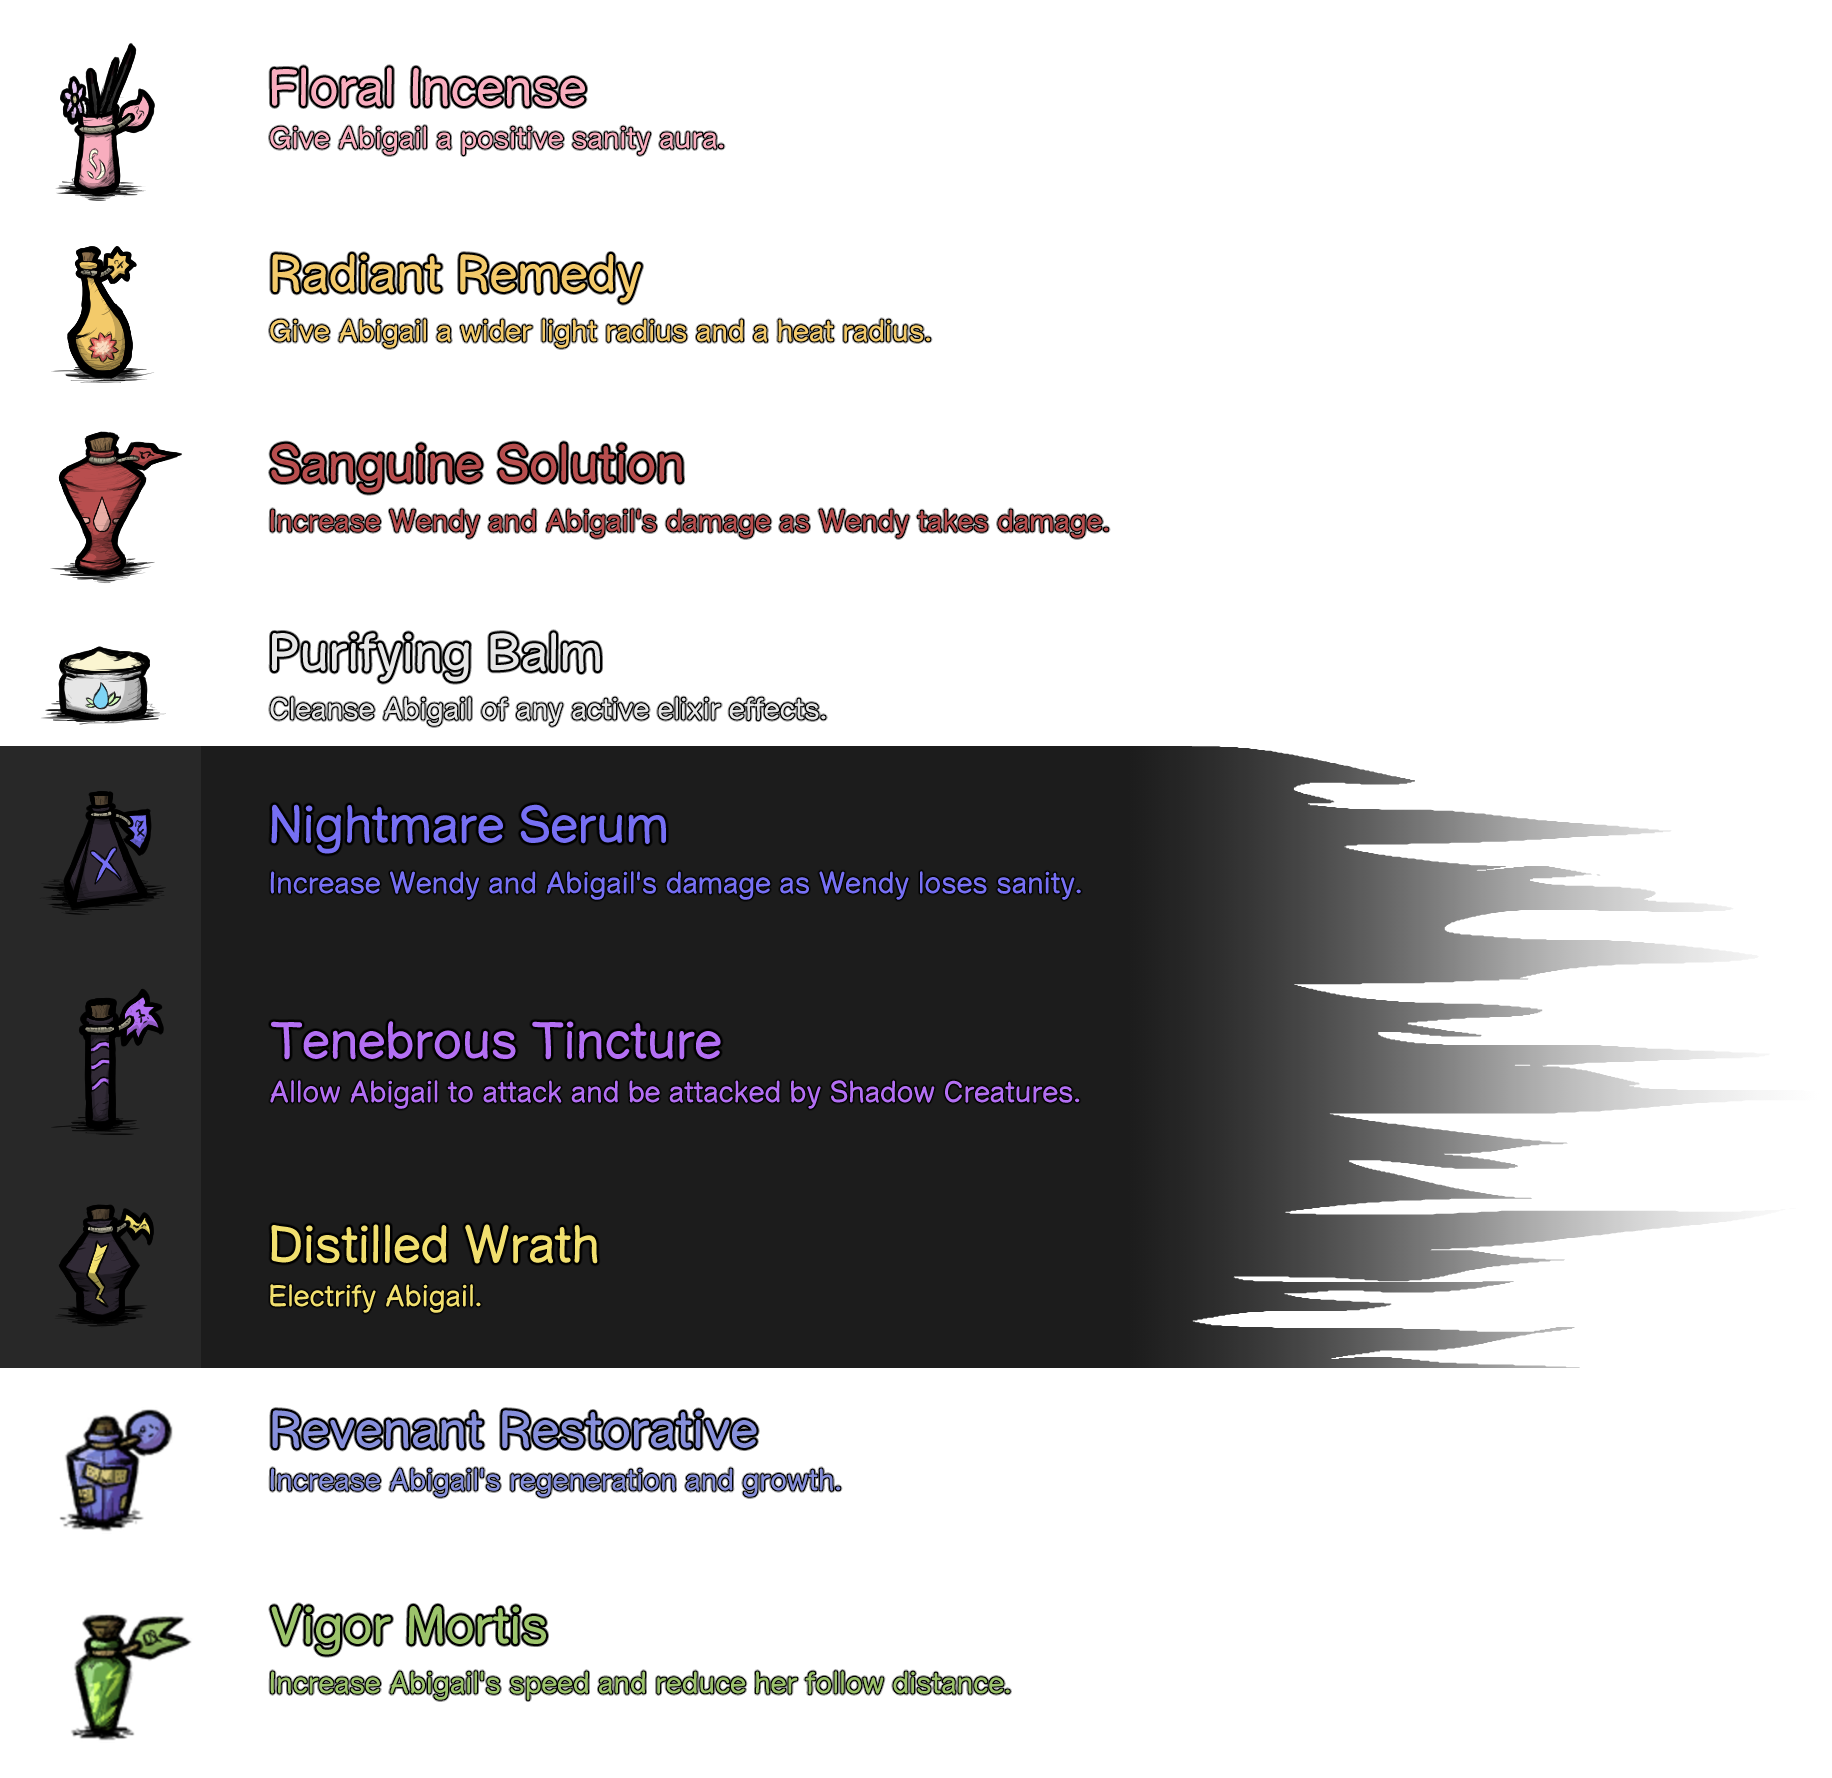 Floral Incense
Give Abigail a positive sanity aura.
Radiant Remedy
Give Abigail a wider light radius and a heat radius.
Sanguine Solution
Increase Wendy and Abigail's damage as Wendy takes damage.
Purifying Balm
Cleanse Abigail of any active elixir effects.
Nightmare Serum
Increase Wendy and Abigail's damage as Wendy loses sanity.
Tenebrous Tincture
Allow Abigail to attack and be attacked by Shadow Creatures.
Distilled Wrath
Electrify Abigail.
Revenant Restorative
Increase Abigail's regeneration and growth.
Vigor Mortis
Increase Abigail's speed and reduce her follow distance.